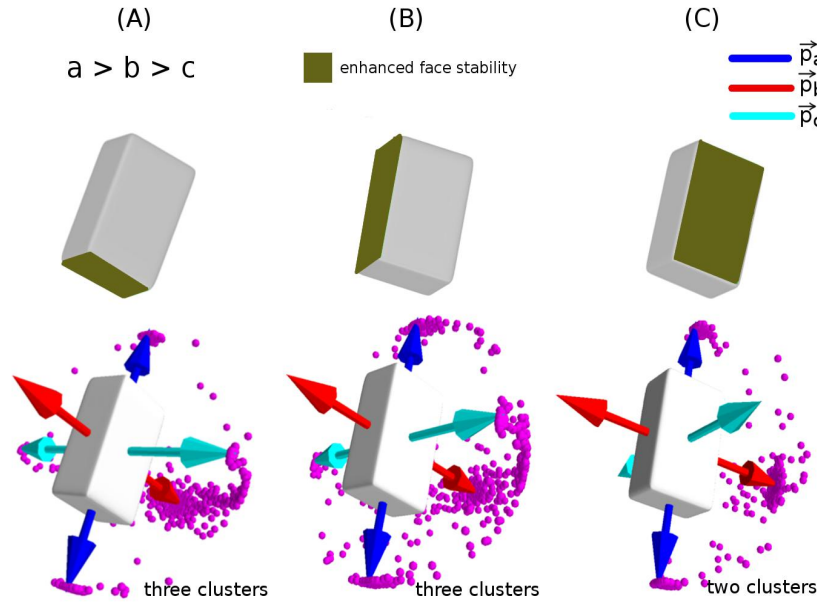 (A) (B) (C)
a > b > c
enhanced face stability
p
p
p
three clusters three clusters two clusters